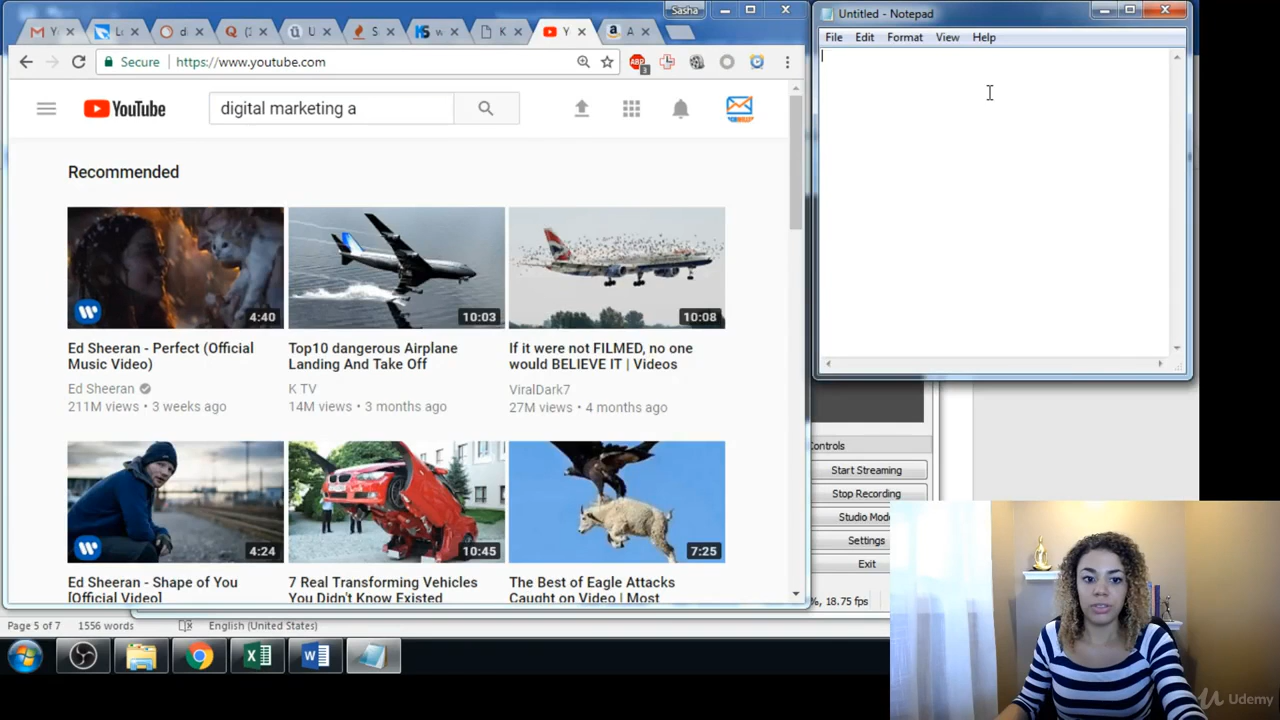 Sasha
Untitled - Notepad
File Edit Format View Help
Secure https://www.youtube.com
ABP
3
YouTube
digital marketing a
Recommended
4:40
10:03
10:08
Ed Sheeran - Perfect (Official
Music Video)
Top10 dangerous Airplane
Landing And Take Off
If it were not FILMED, no one
would BELIEVE IT | Videos
Ed Sheeran
K TV
ViralDark7
211M views • 3 weeks ago
14M views • 3 months ago
27M views • 4 months ago
4:24
10:45
7:25
Ed Sheeran - Shape of You
[Official Video]
7 Real Transforming Vehicles
You Didn't Know Existed
The Best of Eagle Attacks
Caught on Video | Most
ontrols
Start Streaming
Stop Recording
Studio Mode
Settings
Exit
%, 18.75 fps
Page 5 of 7 1556 words English (United States)
Udemy